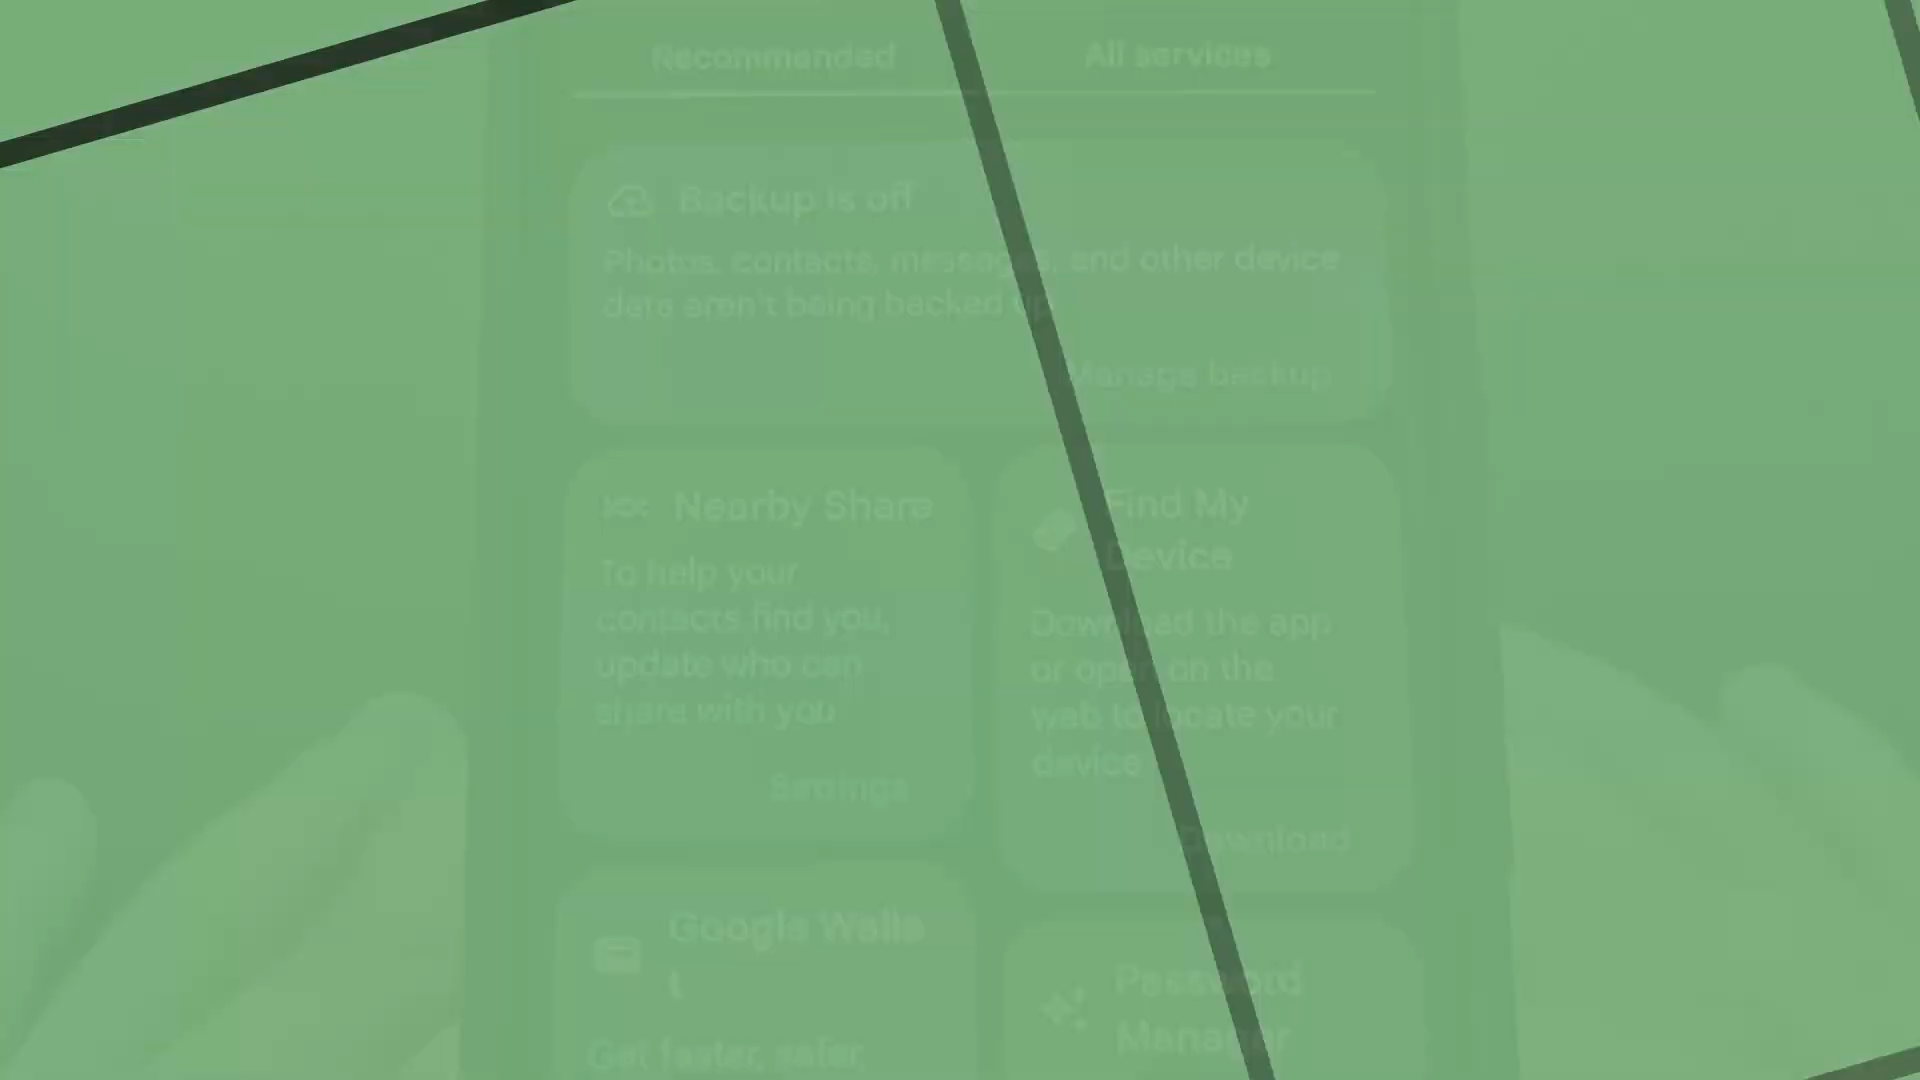 Recommended
All services
Backup is off
Photos, contacts, messages, and other device
data aren't being backed up
Manage backup
Nearby Share
To help your
contacts find you,
update who can
share with you
Settings
Find My
Device
Download the app
or open on the
web to locate your
device
Download
Google Walle
t
Get faster, safer
Password
Manager